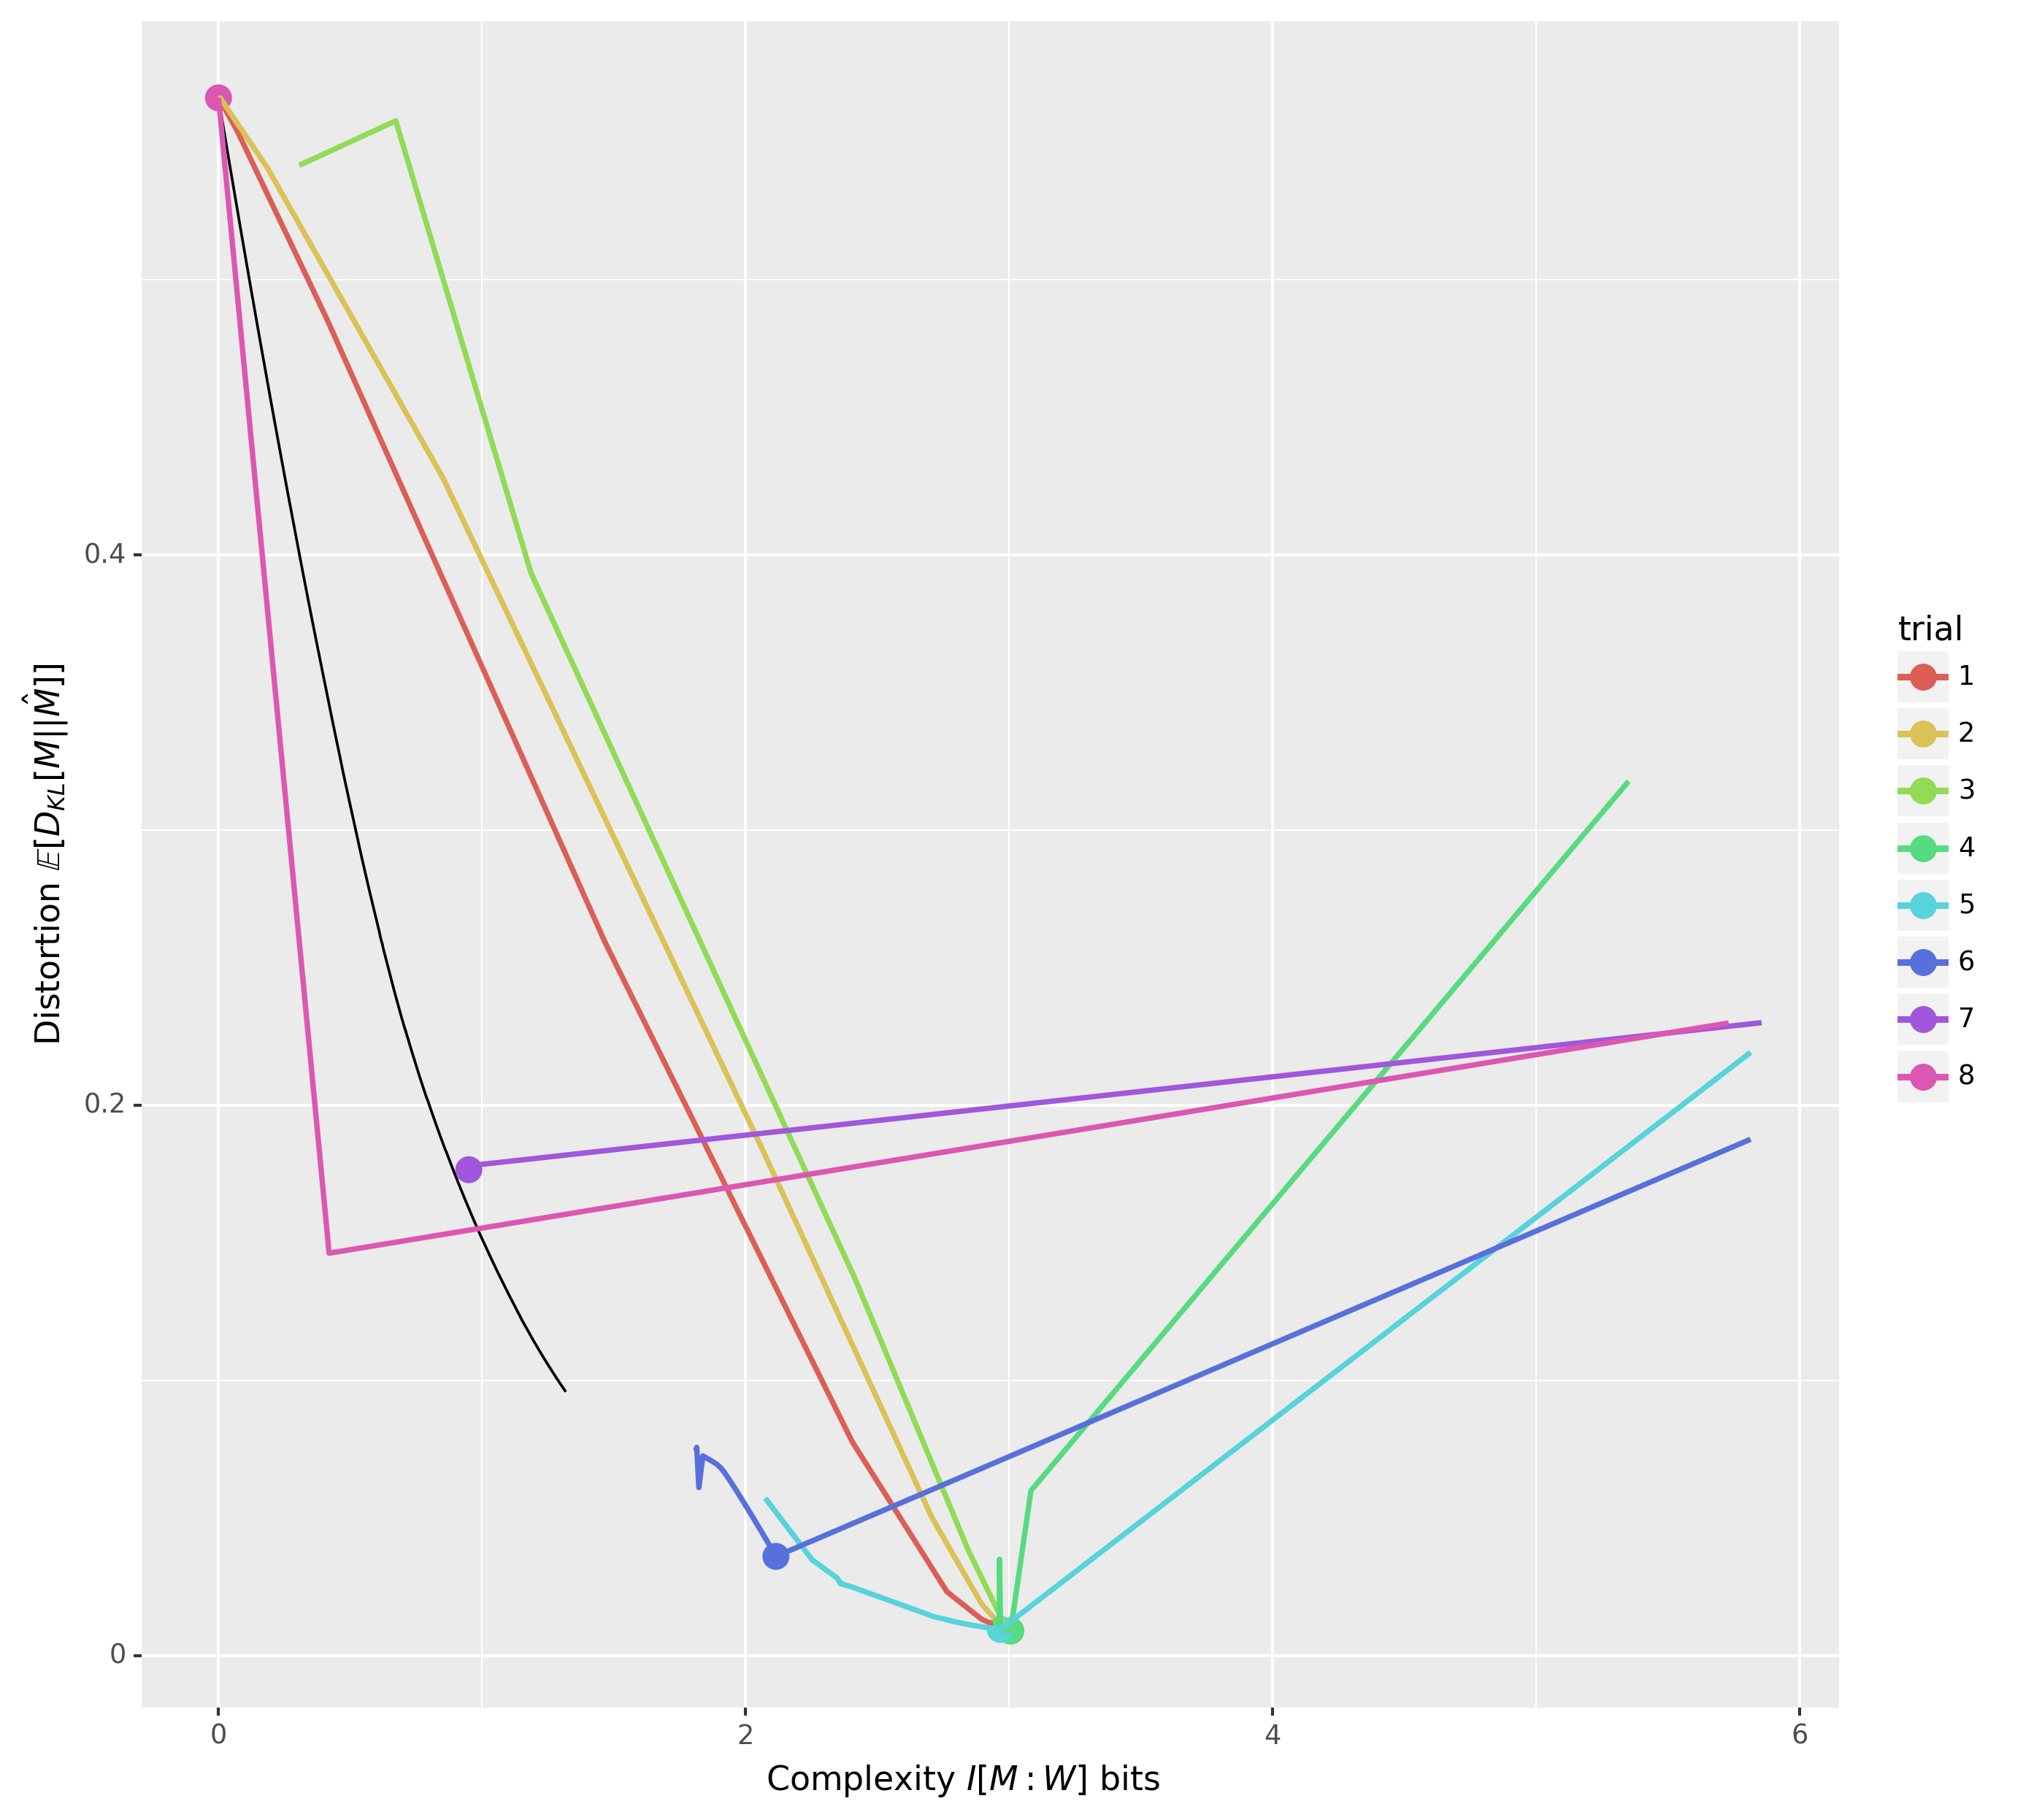 Distortion 𝔼[D_KL[M||M̂]]
0.4
0.2
0
0 2 4 6
Complexity I[M : W] bits
trial
1
2
3
4
5
6
7
8